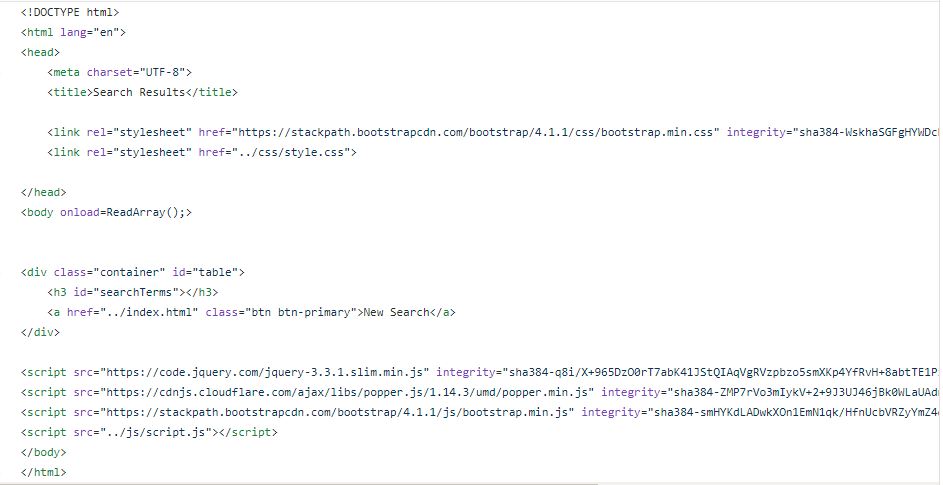 <!DOCTYPE html>
<html lang="en">
<head>
    <meta charset="UTF-8">
    <title>Search Results</title>
    <link rel="stylesheet" href="https://stackpath.bootstrapcdn.com/bootstrap/4.1.1/css/bootstrap.min.css" integrity="sha384-WskhaSGFgHYWDc
    <link rel="stylesheet" href="../css/style.css">
</head>
<body onload=ReadArray();>
<div class="container" id="table">
    <h3 id="searchTerms"></h3>
    <a href="../index.html" class="btn btn-primary">New Search</a>
</div>
<script src="https://code.jquery.com/jquery-3.3.1.slim.min.js" integrity="sha384-q8i/X+965DzO0rT7abK41JStQIAqVgRVzpbzo5smXKp4YfRvH+8abtTE1P
<script src="https://cdnjs.cloudflare.com/ajax/libs/popper.js/1.14.3/umd/popper.min.js" integrity="sha384-ZMP7rVo3mIykV+2+9J3UJ46jBk0WLaUAd
<script src="https://stackpath.bootstrapcdn.com/bootstrap/4.1.1/js/bootstrap.min.js" integrity="sha384-smHYKdLADwkXOn1EmN1qk/HfnUcbVRZyYmZ4
<script src="../js/script.js"></script>
</body>
</html>